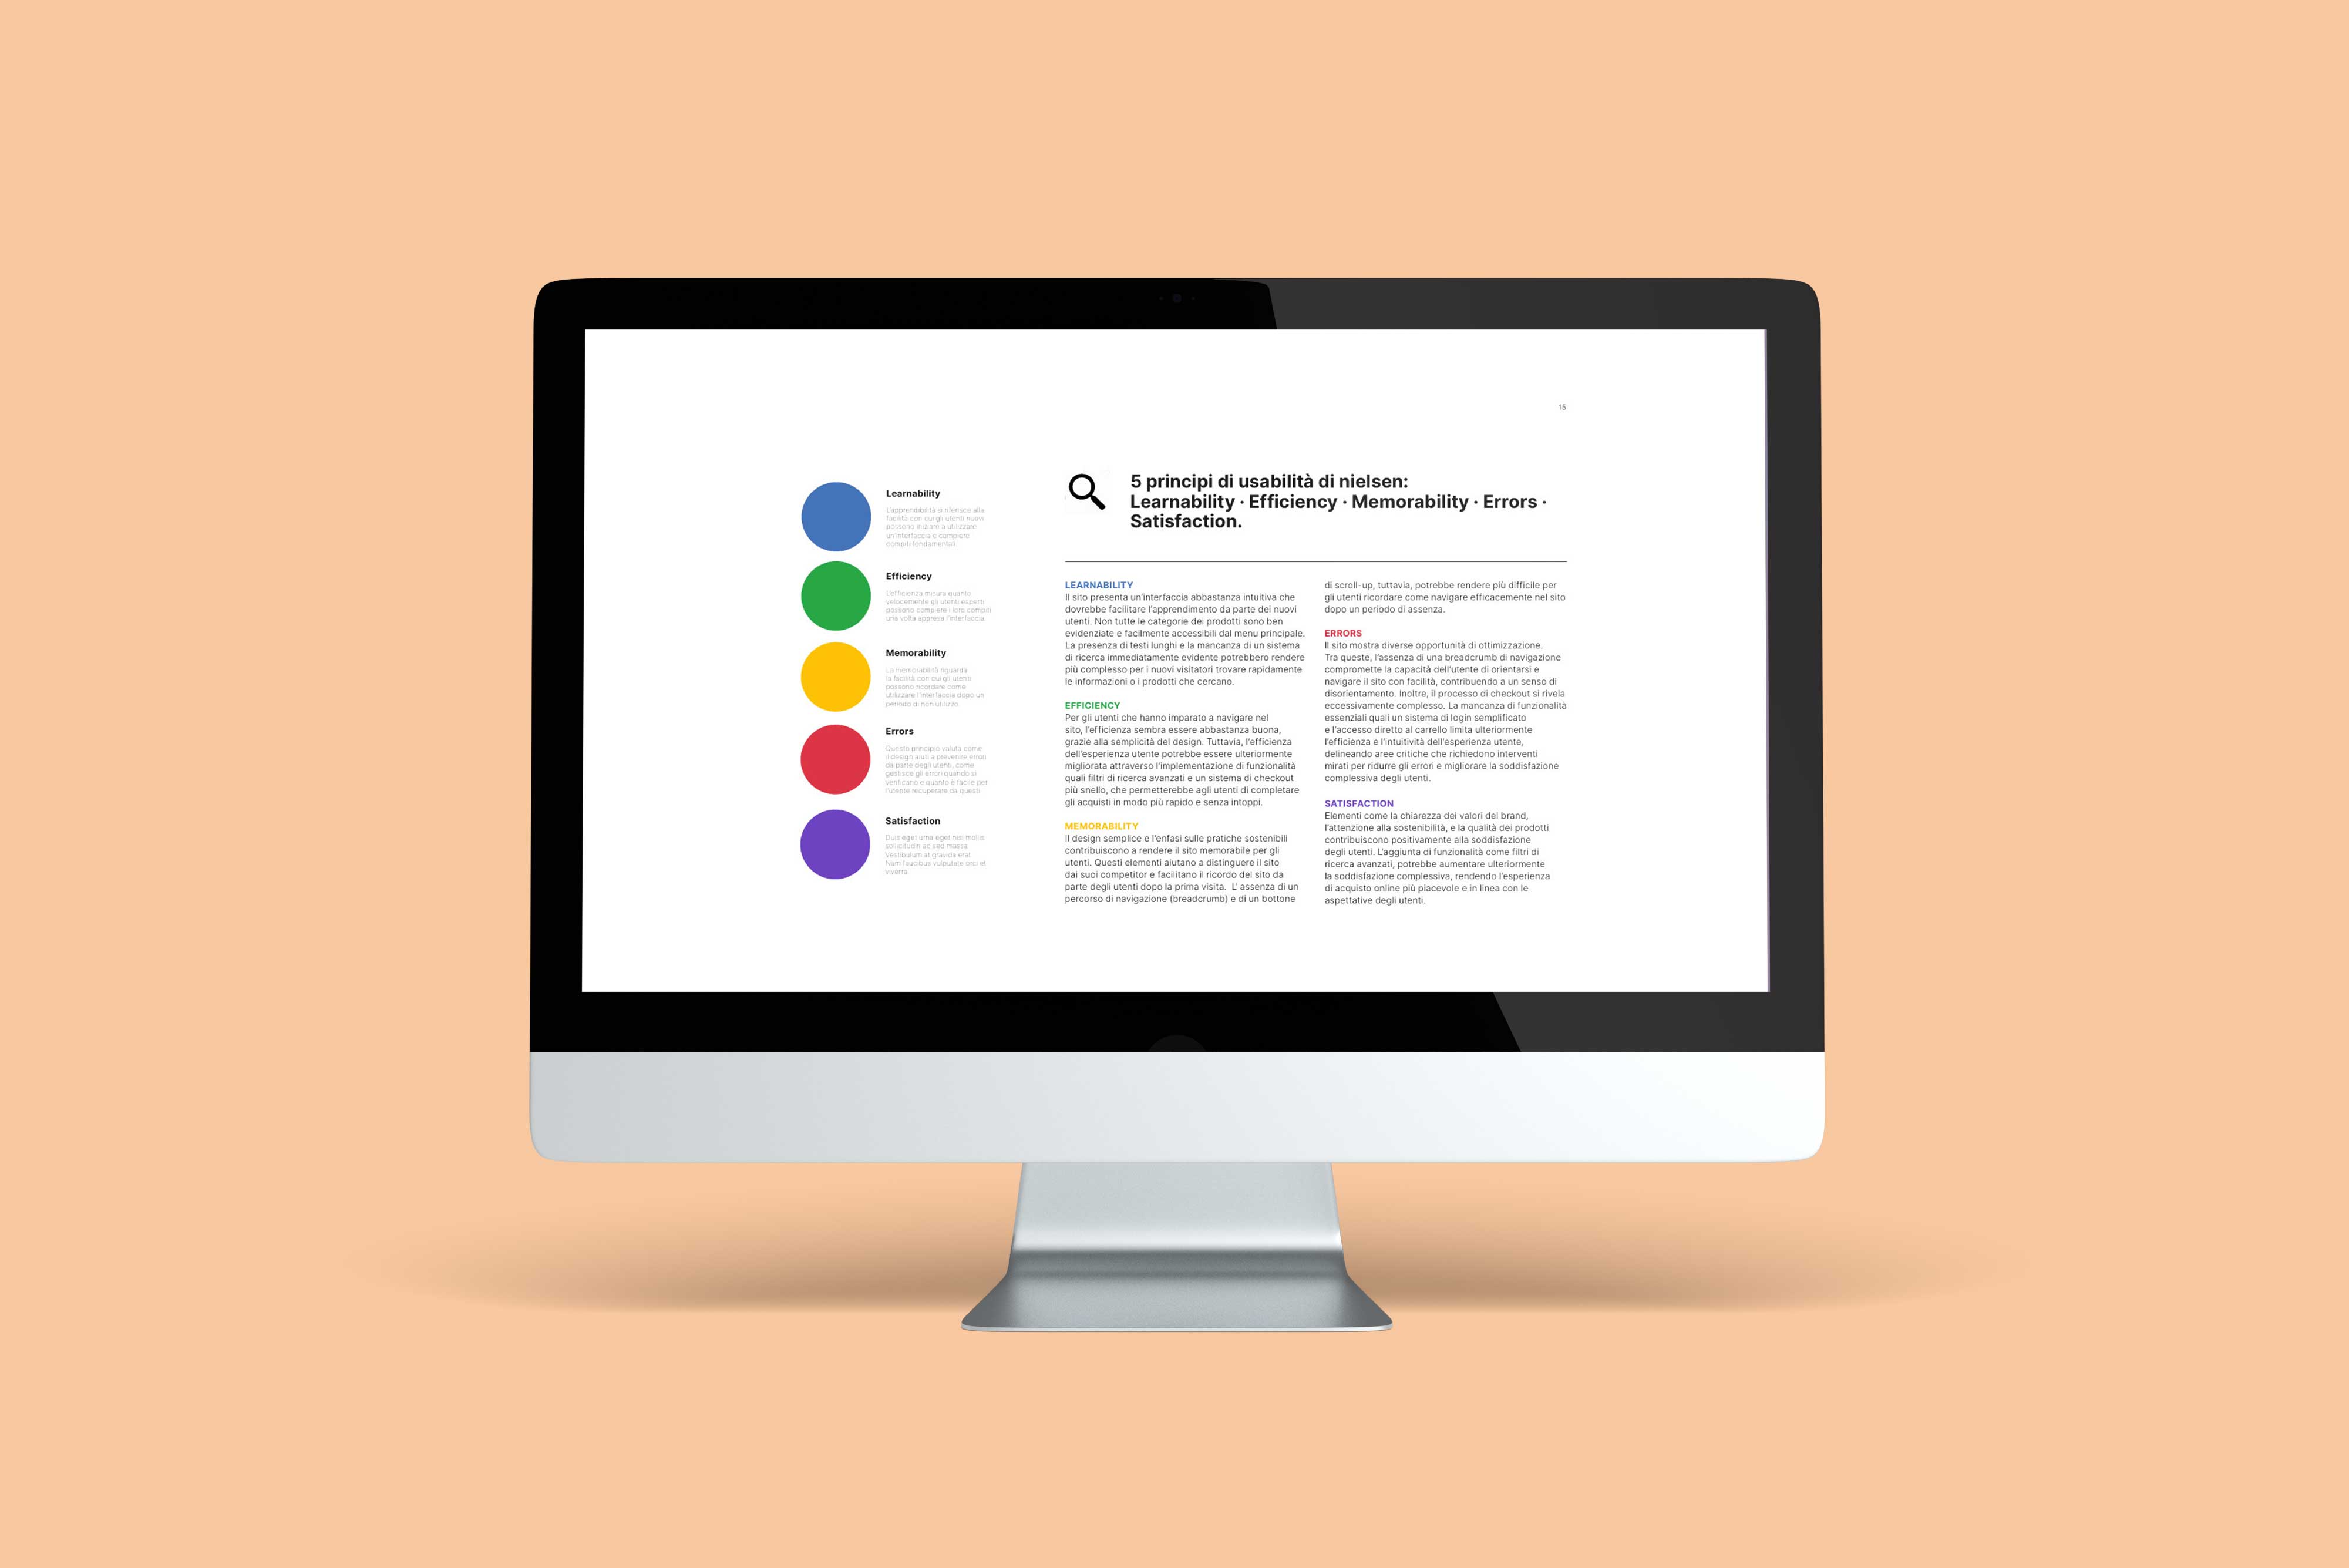 15
Learnability
L'apprendibilità si riferisce alla
facilità con cui gli utenti nuovi
possono iniziare a utilizzare
un'interfaccia e compiere
compiti fondamentali.
Efficiency
L'efficienza misura quanto
velocemente gli utenti esperti
possono compiere i loro compiti
una volta appresa l'interfaccia.
Memorability
La memorabilità riguarda
la facilità con cui gli utenti
possono ricordare come
utilizzare l'interfaccia dopo un
periodo di non utilizzo.
Errors
Questo principio valuta come
il design aiuti a prevenire errori
da parte degli utenti, come
gestisce gli errori quando si
verificano e quanto è facile per
l'utente recuperare da questi
Satisfaction
Duis eget urna eget nisi mollis
sollicitudin ac sed massa.
Vestibulum at gravida erat.
Nam faucibus vulputate orci et
viverra.
5 principi di usabilità di nielsen:
Learnability · Efficiency · Memorability · Errors ·
Satisfaction.
LEARNABILITY
Il sito presenta un'interfaccia abbastanza intuitiva che
dovrebbe facilitare l'apprendimento da parte dei nuovi
utenti. Non tutte le categorie dei prodotti sono ben
evidenziate e facilmente accessibili dal menu principale.
La presenza di testi lunghi e la mancanza di un sistema
di ricerca immediatamente evidente potrebbero rendere
più complesso per i nuovi visitatori trovare rapidamente
le informazioni o i prodotti che cercano.
EFFICIENCY
Per gli utenti che hanno imparato a navigare nel
sito, l'efficienza sembra essere abbastanza buona,
grazie alla semplicità del design. Tuttavia, l'efficienza
dell'esperienza utente potrebbe essere ulteriormente
migliorata attraverso l'implementazione di funzionalità
quali filtri di ricerca avanzati e un sistema di checkout
più snello, che permetterebbe agli utenti di completare
gli acquisti in modo più rapido e senza intoppi.
MEMORABILITY
Il design semplice e l'enfasi sulle pratiche sostenibili
contribuiscono a rendere il sito memorabile per gli
utenti. Questi elementi aiutano a distinguere il sito
dai suoi competitor e facilitano il ricordo del sito da
parte degli utenti dopo la prima visita. L' assenza di un
percorso di navigazione (breadcrumb) e di un bottone
di scroll-up, tuttavia, potrebbe rendere più difficile per
gli utenti ricordare come navigare efficacemente nel sito
dopo un periodo di assenza.
ERRORS
Il sito mostra diverse opportunità di ottimizzazione.
Tra queste, l'assenza di una breadcrumb di navigazione
compromette la capacità dell'utente di orientarsi e
navigare il sito con facilità, contribuendo a un senso di
disorientamento. Inoltre, il processo di checkout si rivela
eccessivamente complesso. La mancanza di funzionalità
essenziali quali un sistema di login semplificato
e l'accesso diretto al carrello limita ulteriormente
l'efficienza e l'intuitività dell'esperienza utente,
delineando aree critiche che richiedono interventi
mirati per ridurre gli errori e migliorare la soddisfazione
complessiva degli utenti.
SATISFACTION
Elementi come la chiarezza dei valori del brand,
l'attenzione alla sostenibilità, e la qualità dei prodotti
contribuiscono positivamente alla soddisfazione
degli utenti. L'aggiunta di funzionalità come filtri di
ricerca avanzati, potrebbe aumentare ulteriormente
la soddisfazione complessiva, rendendo l'esperienza
di acquisto online più piacevole e in linea con le
aspettative degli utenti.